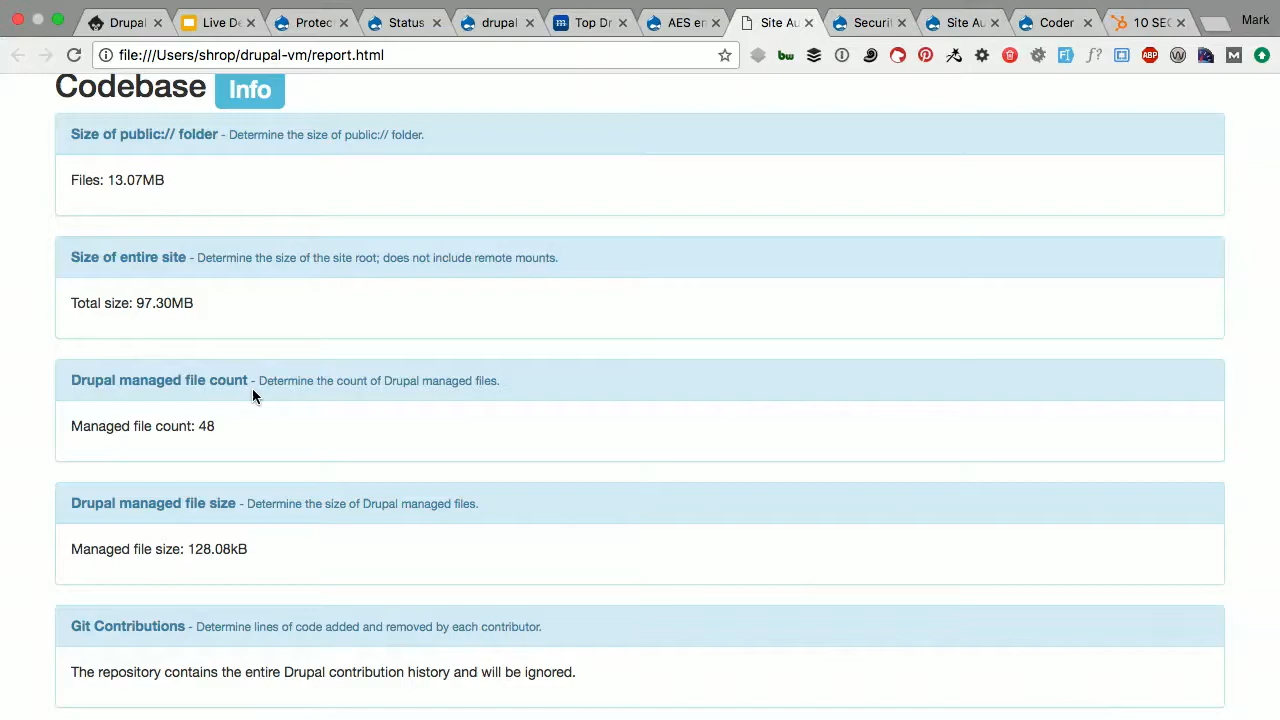 Drupal
Live De
Protec
Status
drupal
Top Dr
AES en
Site Au
Securi
Site Au
Coder
10 SEC
Mark
file:///Users/shrop/drupal-vm/report.html
Codebase Info
Size of public:// folder - Determine the size of public:// folder.
Files: 13.07MB
Size of entire site - Determine the size of the site root; does not include remote mounts.
Total size: 97.30MB
Drupal managed file count - Determine the count of Drupal managed files.
Managed file count: 48
Drupal managed file size - Determine the size of Drupal managed files.
Managed file size: 128.08kB
Git Contributions - Determine lines of code added and removed by each contributor.
The repository contains the entire Drupal contribution history and will be ignored.